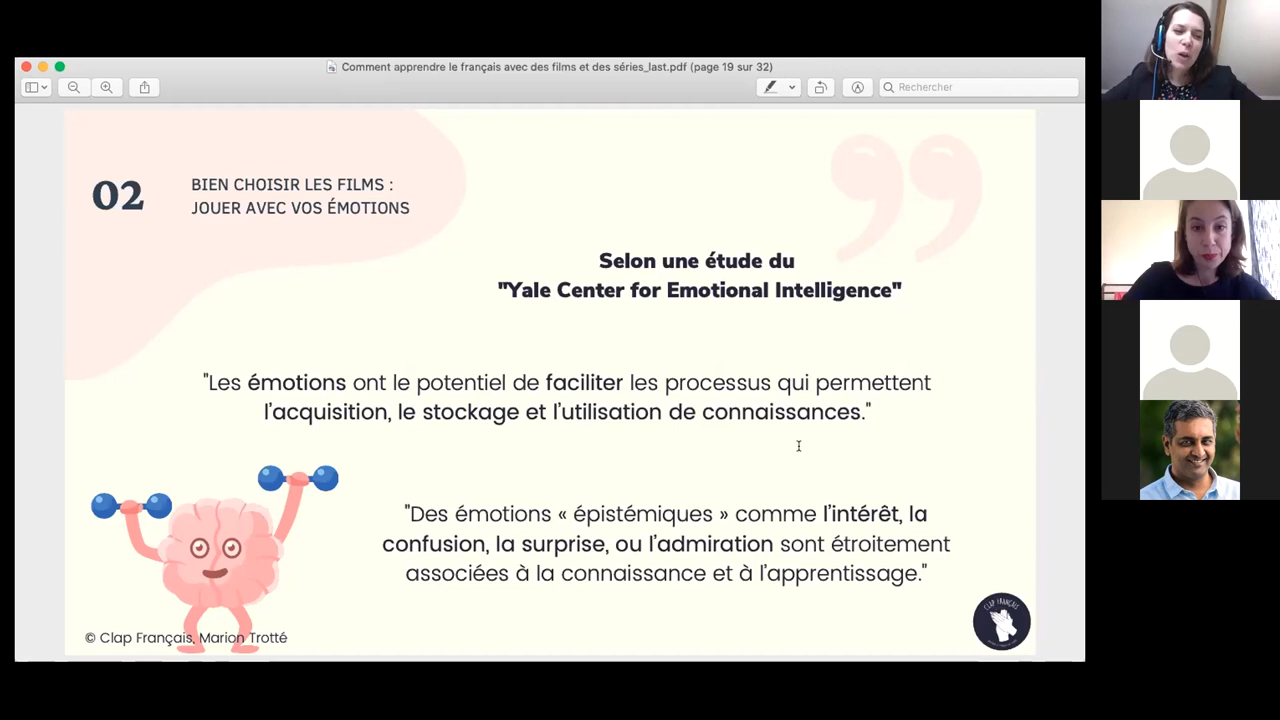 Comment apprendre le français avec des films et des séries_last.pdf (page 19 sur 32)
Rechercher
02
BIEN CHOISIR LES FILMS :
JOUER AVEC VOS ÉMOTIONS
Selon une étude du
"Yale Center for Emotional Intelligence"
"Les émotions ont le potentiel de faciliter les processus qui permettent
l'acquisition, le stockage et l'utilisation de connaissances."
"Des émotions « épistémiques » comme l'intérêt, la
confusion, la surprise, ou l'admiration sont étroitement
associées à la connaissance et à l'apprentissage."
© Clap Français, Marion Trotté
CLAP FRANÇAIS